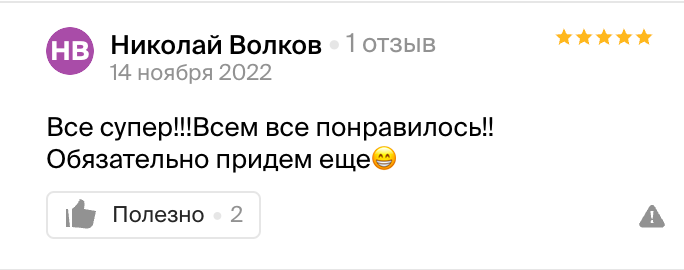 НВ
Николай Волков • 1 отзыв
14 ноября 2022
Все супер!!!Всем все понравилось!!
Обязательно придем еще😁
Полезно • 2